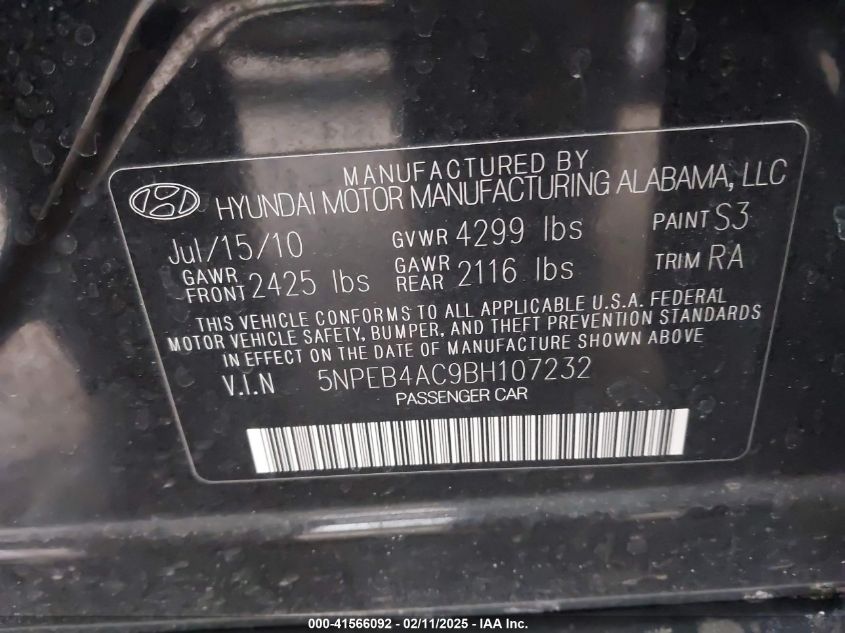 MANUFACTURED BY
HYUNDAI MOTOR MANUFACTURING ALABAMA, LLC
Jul/15/10 GVWR 4299 lbs PAINT S3
GAWR FRONT 2425 lbs GAWR REAR 2116 lbs TRIM RA
THIS VEHICLE CONFORMS TO ALL APPLICABLE U.S.A. FEDERAL
MOTOR VEHICLE SAFETY, BUMPER, AND THEFT PREVENTION STANDARDS
IN EFFECT ON THE DATE OF MANUFACTURE SHOWN ABOVE
V.I.N 5NPEB4AC9BH107232
PASSENGER CAR
000-41566092 - 02/11/2025 - IAA Inc.